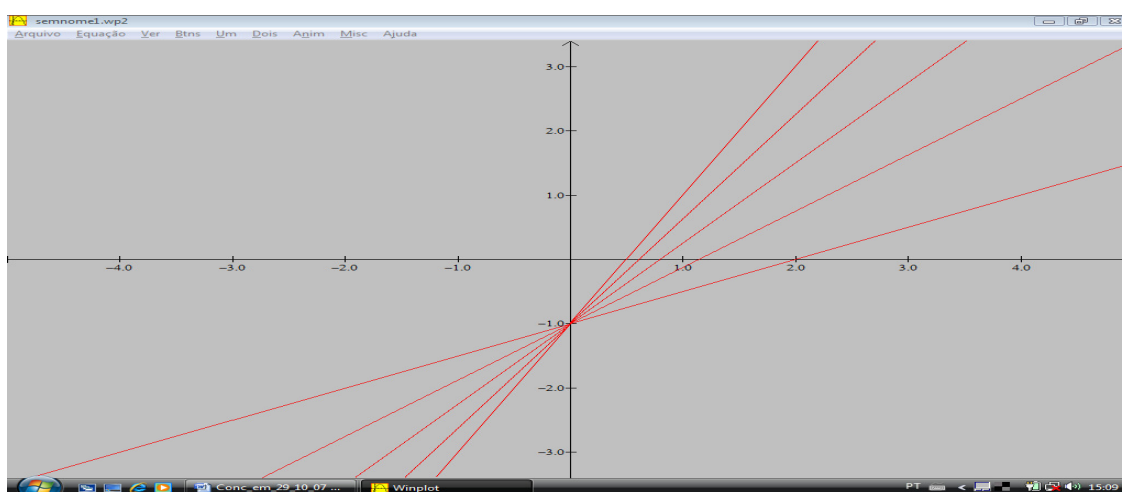 semnome1.wp2
Arquivo Equação Ver Btns Um Dois Anim Misc Ajuda
3.0
2.0
1.0
−4.0 −3.0 −2.0 −1.0 1.0 2.0 3.0 4.0
−1.0
−2.0
−3.0
Conc_em_29_10_07 ... Winplot PT < 15:09